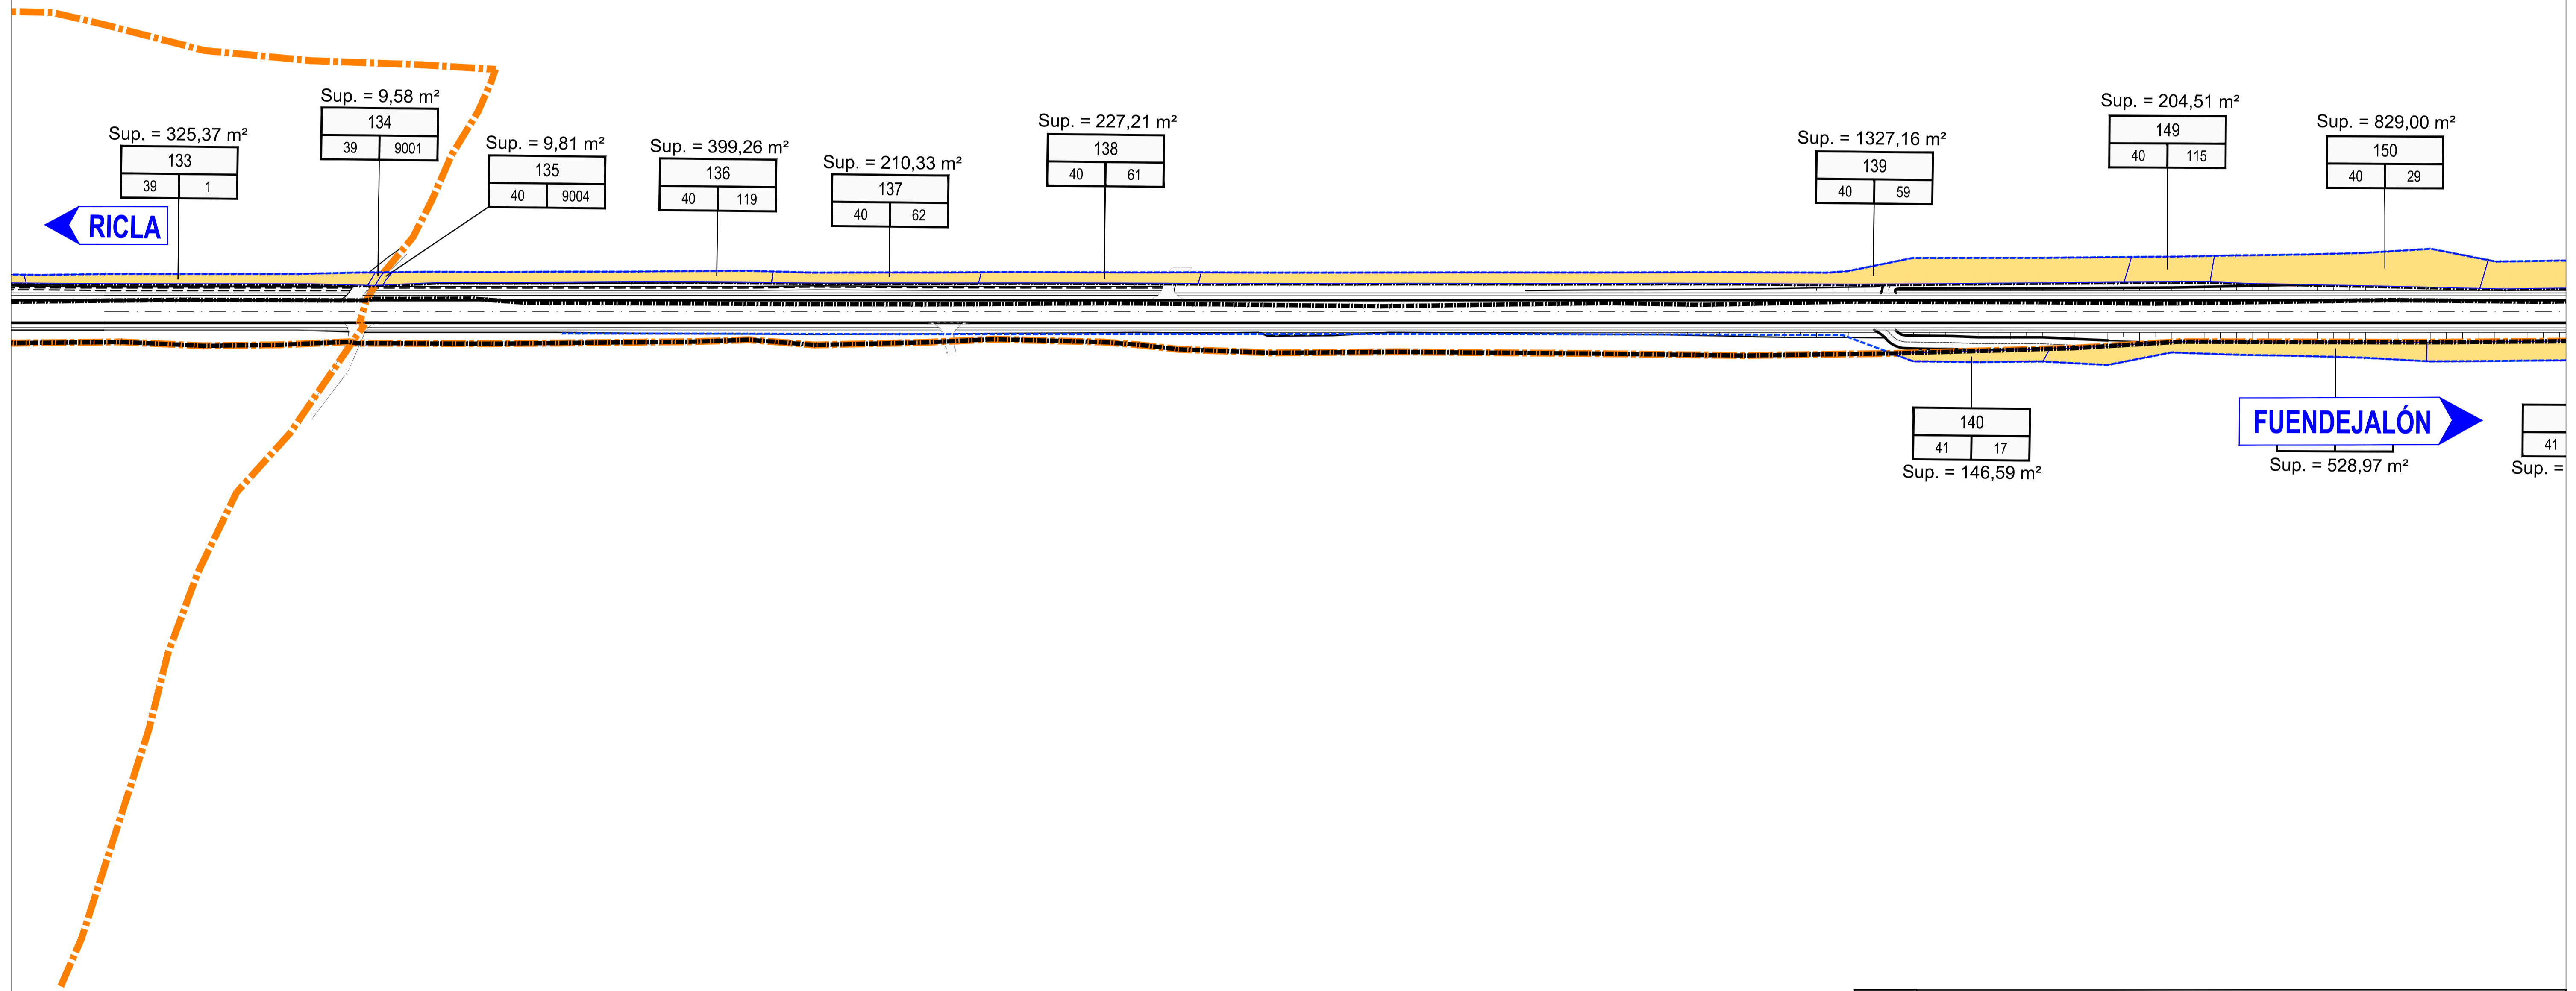 Sup. = 325,37 m²
133
39 1
Sup. = 9,58 m²
134
39 9001
Sup. = 9,81 m²
135
40 9004
Sup. = 399,26 m²
136
40 119
Sup. = 210,33 m²
137
40 62
Sup. = 227,21 m²
138
40 61
Sup. = 1327,16 m²
139
40 59
Sup. = 204,51 m²
149
40 115
Sup. = 829,00 m²
150
40 29
RICLA
140
41 17
Sup. = 146,59 m²
FUENDEJALÓN
Sup. = 528,97 m²
41
Sup. =